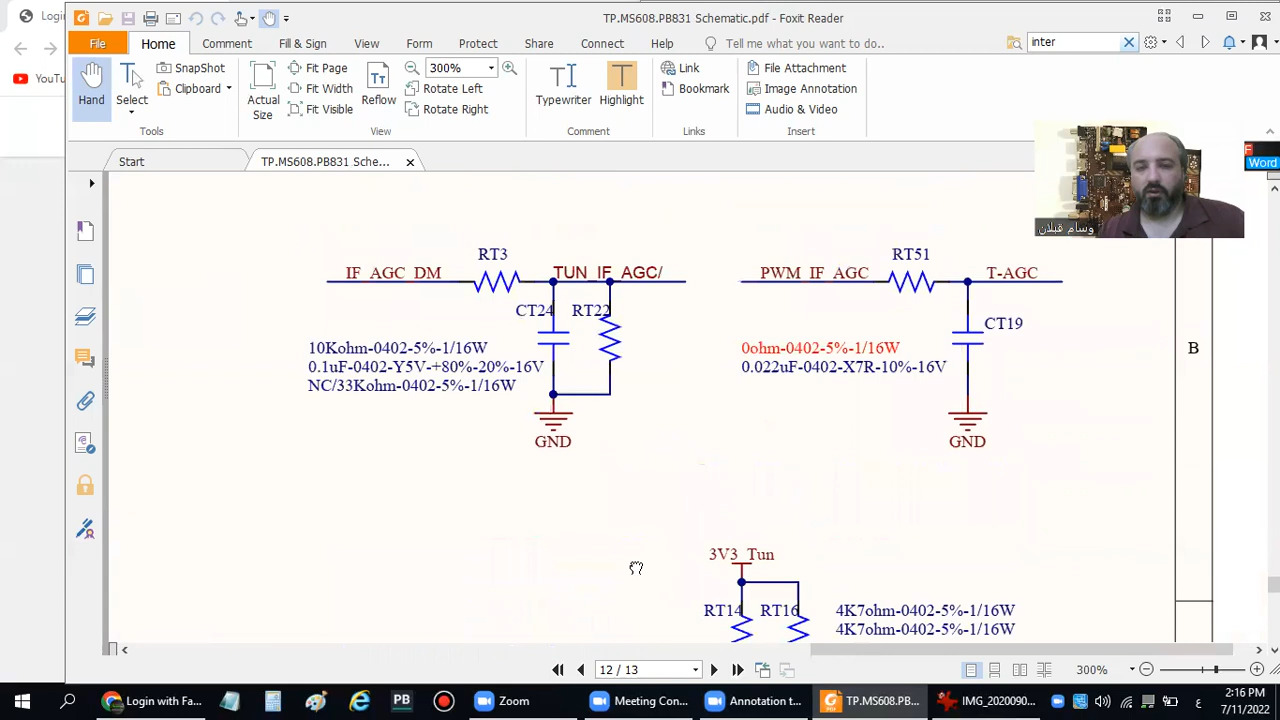 Login
TP.MS608.PB831 Schematic.pdf - Foxit Reader
File
Home
Comment
Fill & Sign
View
Form
Protect
Share
Connect
Help
Tell me what you want to do..
inter
YouTu
Hand
Select
SnapShot
Clipboard
Actual
Size
Fit Page
Fit Width
Fit Visible
Reflow
300%
Rotate Left
Rotate Right
Typewriter
Highlight
Link
Bookmark
File Attachment
Image Annotation
Audio & Video
Tools
View
Comment
Links
Insert
F
Word
Start
TP.MS608.PB831 Sche...
وسام قبلان
RT3
RT51
IF_AGC_DM
TUN_IF_AGC/
PWM_IF_AGC
T-AGC
CT24
RT22
CT19
10Kohm-0402-5%-1/16W
0.1uF-0402-Y5V-+80%-20%-16V
NC/33Kohm-0402-5%-1/16W
0ohm-0402-5%-1/16W
0.022uF-0402-X7R-10%-16V
B
GND
GND
3V3_Tun
RT14
RT16
4K7ohm-0402-5%-1/16W
4K7ohm-0402-5%-1/16W
12 / 13
300%
Login with Fa...
PB
Zoom
Meeting Con...
Annotation t...
TP.MS608.PB...
IMG_2020090...
ع
2:16 PM
7/11/2022